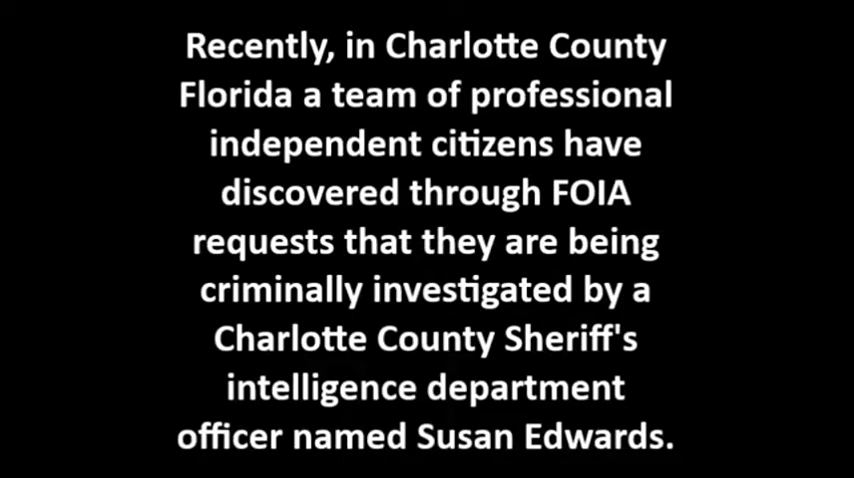 Recently, in Charlotte County
Florida a team of professional
independent citizens have
discovered through FOIA
requests that they are being
criminally investigated by a
Charlotte County Sheriff's
intelligence department
officer named Susan Edwards.